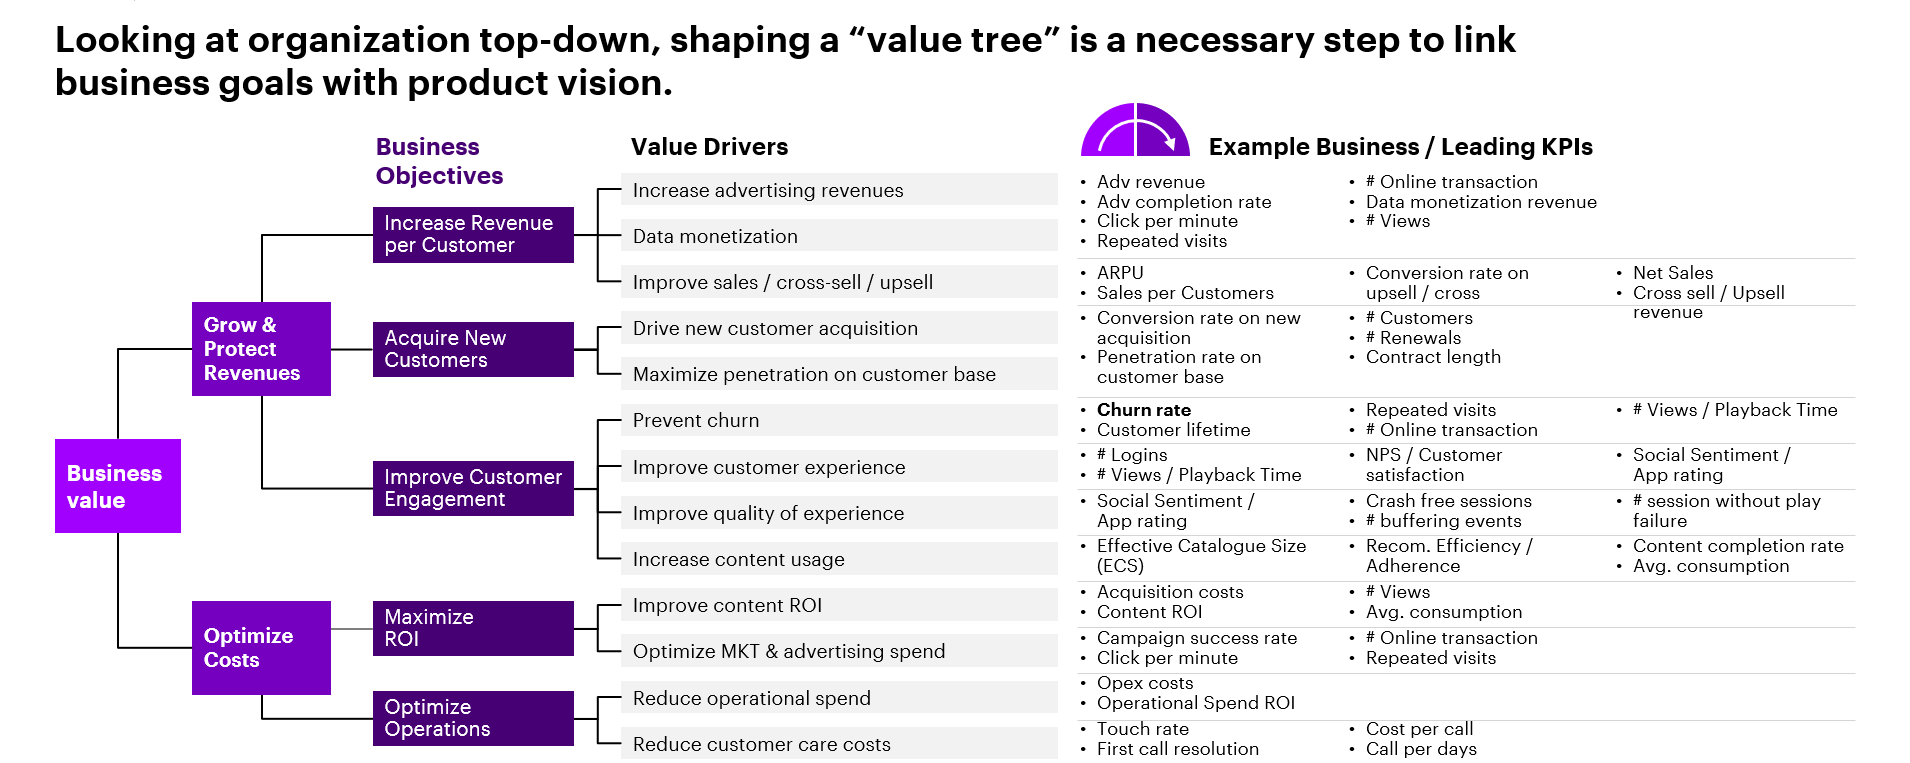 Looking at organization top-down, shaping a “value tree” is a necessary step to link
business goals with product vision.
Business
Objectives
Value Drivers
Example Business / Leading KPIs
Business
value
Grow &
Protect
Revenues
Optimize
Costs
Increase Revenue
per Customer
Acquire New
Customers
Improve Customer
Engagement
Maximize
ROI
Optimize
Operations
Increase advertising revenues
Data monetization
Improve sales / cross-sell / upsell
Drive new customer acquisition
Maximize penetration on customer base
Prevent churn
Improve customer experience
Improve quality of experience
Increase content usage
Improve content ROI
Optimize MKT & advertising spend
Reduce operational spend
Reduce customer care costs
• Adv revenue
• Adv completion rate
• Click per minute
• Repeated visits
• # Online transaction
• Data monetization revenue
• # Views
• ARPU
• Sales per Customers
• Conversion rate on
upsell / cross
• Net Sales
• Cross sell / Upsell
revenue
• Conversion rate on new
acquisition
• Penetration rate on
customer base
• # Customers
• # Renewals
• Contract length
• Churn rate
• Customer lifetime
• Repeated visits
• # Online transaction
• # Views / Playback Time
• # Logins
• # Views / Playback Time
• NPS / Customer
satisfaction
• Social Sentiment /
App rating
• Social Sentiment /
App rating
• Crash free sessions
• # buffering events
• # session without play
failure
• Effective Catalogue Size
(ECS)
• Recom. Efficiency /
Adherence
• Content completion rate
• Avg. consumption
• Acquisition costs
• Content ROI
• # Views
• Avg. consumption
• Campaign success rate
• Click per minute
• # Online transaction
• Repeated visits
• Opex costs
• Operational Spend ROI
• Touch rate
• First call resolution
• Cost per call
• Call per days